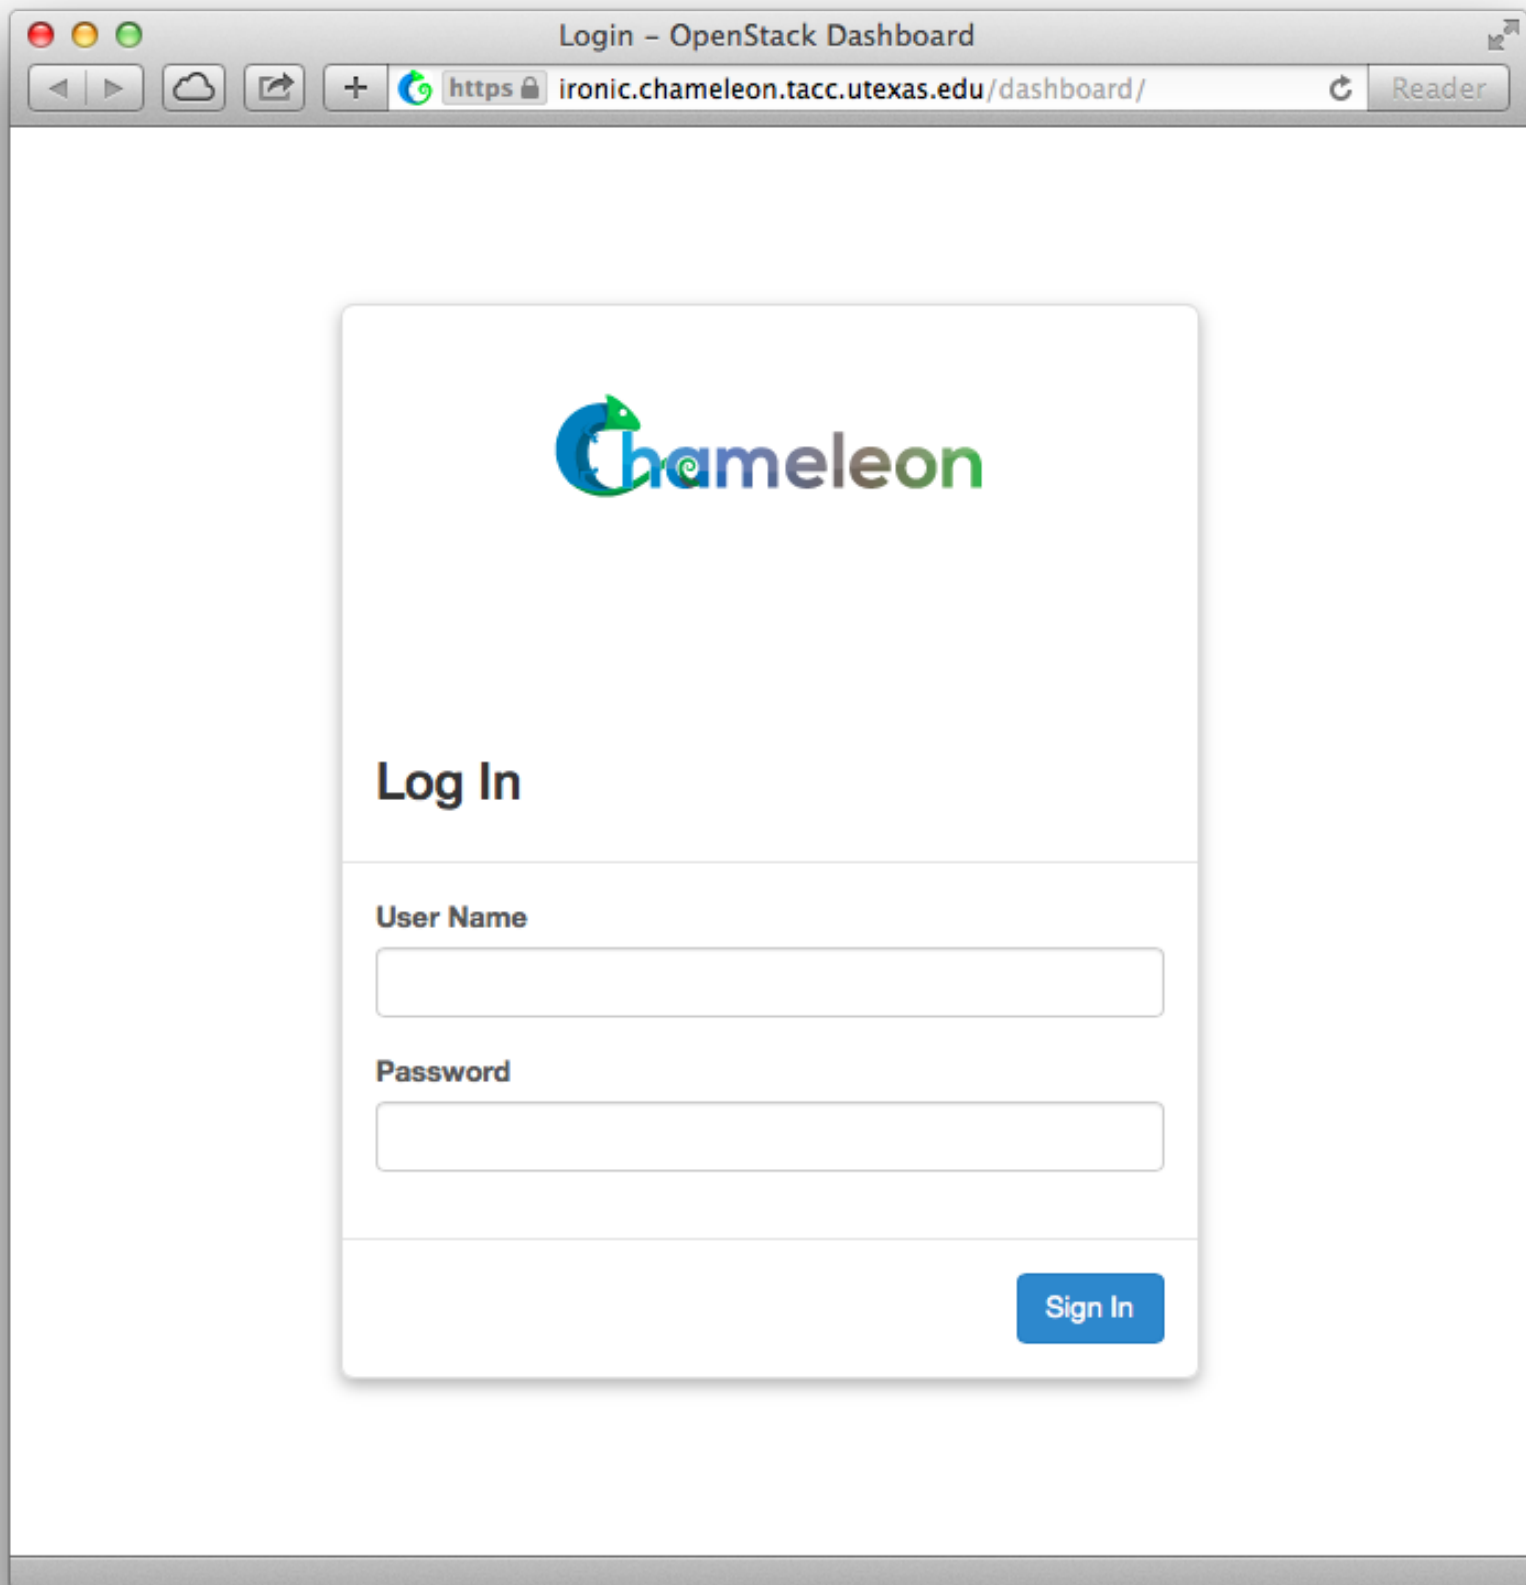 Login – OpenStack Dashboard
https ironic.chameleon.tacc.utexas.edu/dashboard/ Reader
Chameleon
Log In
User Name
Password
Sign In